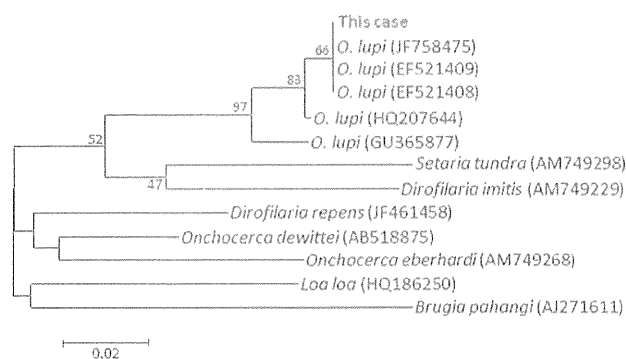 This case
66
O. lupi (JF758475)
O. lupi (EF521409)
83
O. lupi (EF521408)
97
O. lupi (HQ207644)
52
O. lupi (GU365877)
Setaria tundra (AM749298)
47
Dirofilaria imitis (AM749229)
Dirofilaria repens (JF461458)
Onchocerca dewittei (AB518875)
Onchocerca eberhardi (AM749268)
Loa loa (HQ186250)
Brugia pahangi (AJ271611)
0.02